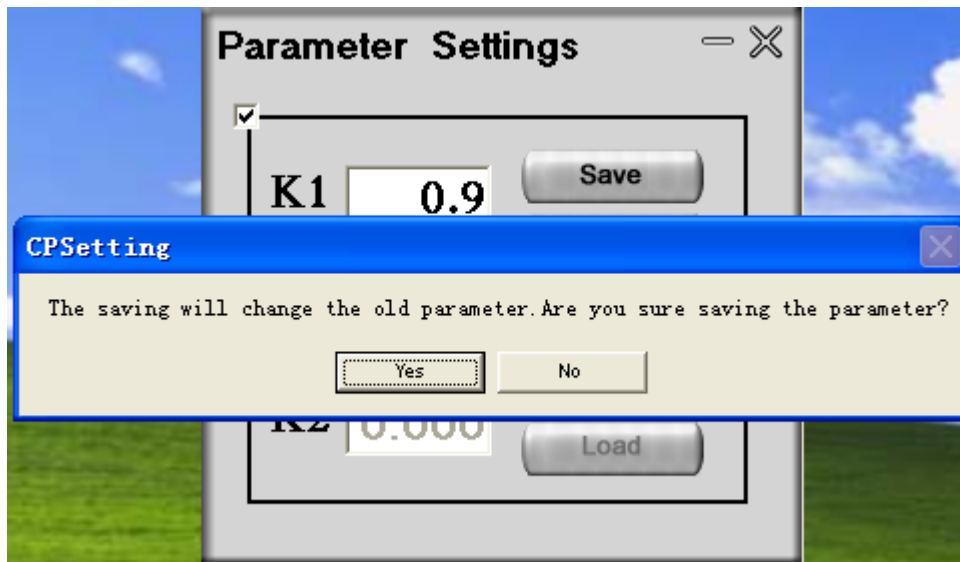 Parameter Settings
K1 0.9 Save
CPSetting
The saving will change the old parameter.Are you sure saving the parameter?
Yes No
K2 0.000 Load